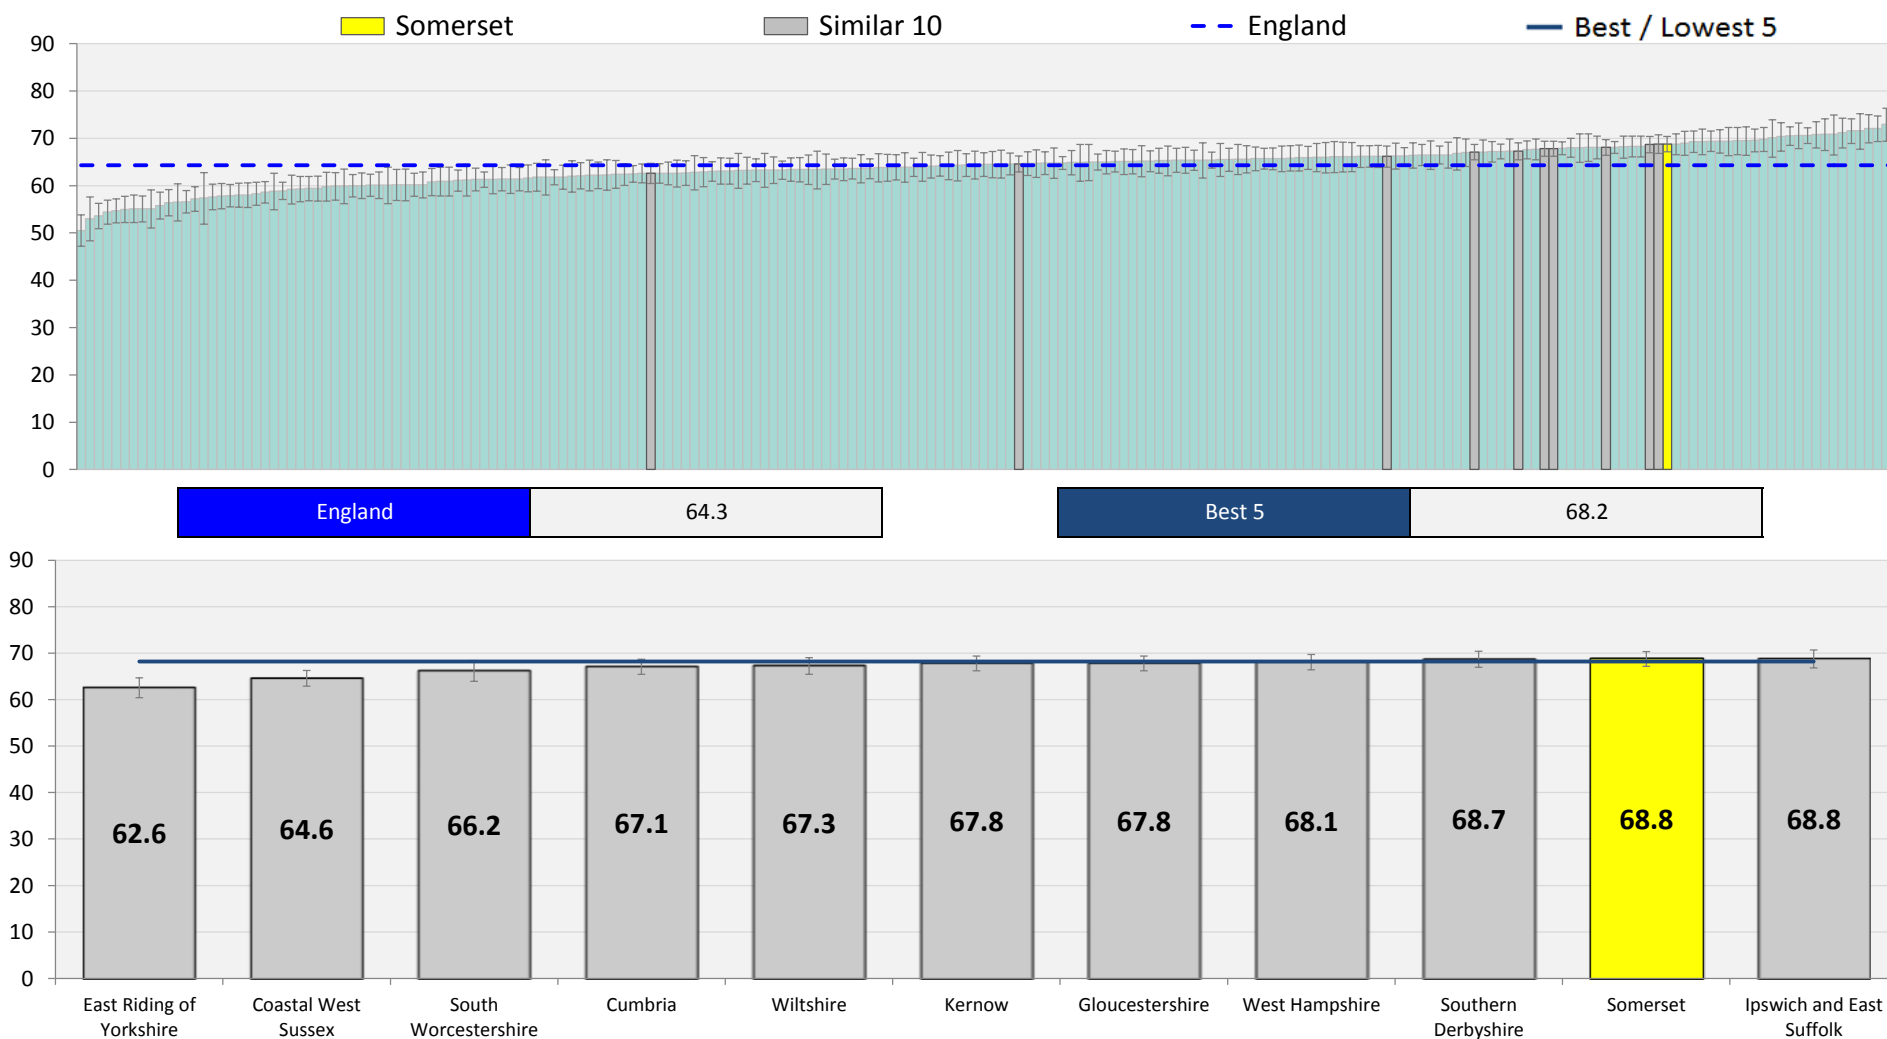 Somerset Similar 10 England Best / Lowest 5
90
80
70
60
50
40
30
20
10
0
England 64.3 Best 5 68.2
90
80
70
60
50
40
30
20
10
0
62.6 64.6 66.2 67.1 67.3 67.8 67.8 68.1 68.7 68.8 68.8
East Riding of Yorkshire
Coastal West Sussex
South Worcestershire
Cumbria
Wiltshire
Kernow
Gloucestershire
West Hampshire
Southern Derbyshire
Somerset
Ipswich and East Suffolk